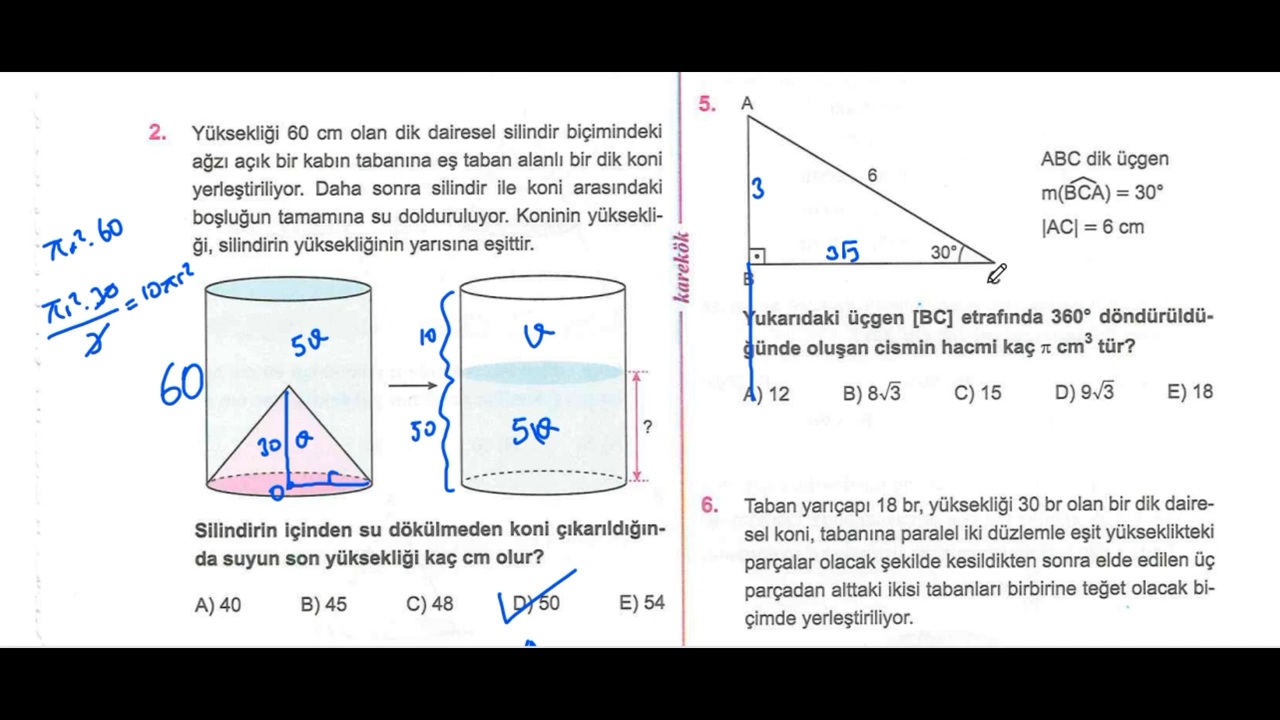 2. Yüksekliği 60 cm olan dik dairesel silindir biçimindeki
ağzı açık bir kabın tabanına eş taban alanlı bir dik koni
yerleştiriliyor. Daha sonra silindir ile koni arasındaki
boşluğun tamamına su dolduruluyor. Koninin yüksekli-
ği, silindirin yüksekliğinin yarısına eşittir.
πr².60
πr².30 / 3 = 10πr²
60
5V
30
V
r
O
10
50
V
5V
?
Silindirin içinden su dökülmeden koni çıkarıldığın-
da suyun son yüksekliği kaç cm olur?
A) 40 B) 45 C) 48 D) 50 E) 54
karekök
5. A
6
3
3√3
30°
B
ABC dik üçgen
m(BCA) = 30°
|AC| = 6 cm
Yukarıdaki üçgen [BC] etrafında 360° döndürüldü-
ğünde oluşan cismin hacmi kaç π cm³ tür?
A) 12 B) 8√3 C) 15 D) 9√3 E) 18
6. Taban yarıçapı 18 br, yüksekliği 30 br olan bir dik daire-
sel koni, tabanına paralel iki düzlemle eşit yükseklikteki
parçalar olacak şekilde kesildikten sonra elde edilen üç
parçadan alttaki ikisi tabanları birbirine teğet olacak bi-
çimde yerleştiriliyor.